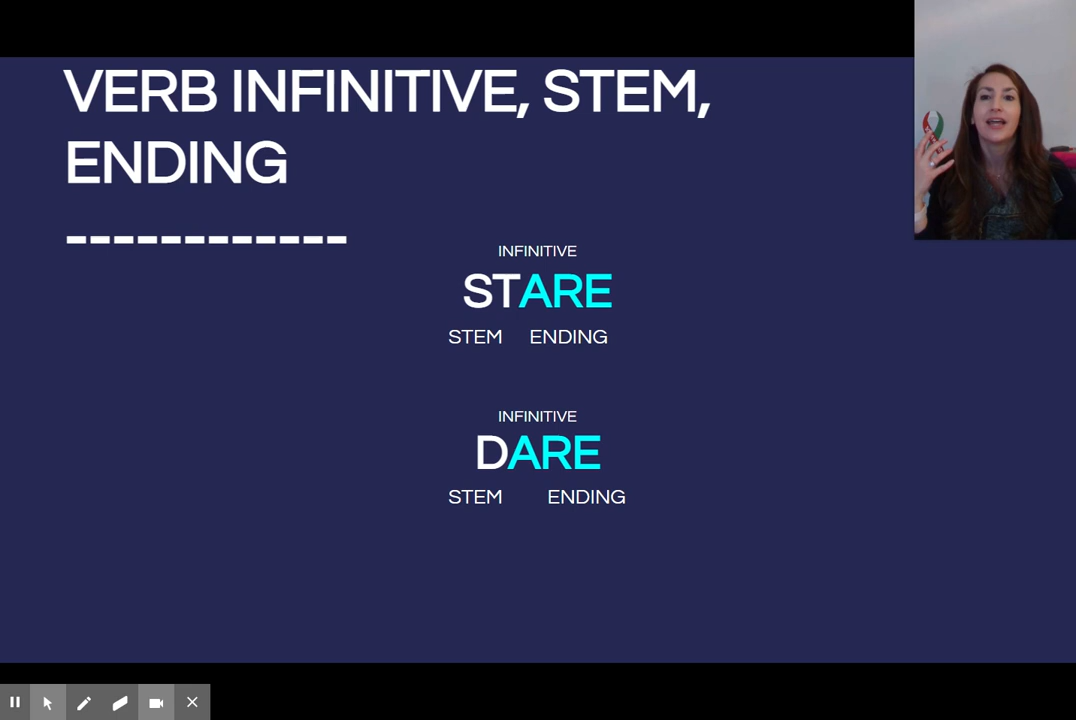 VERB INFINITIVE, STEM,
ENDING
------------
INFINITIVE
STARE
STEM ENDING
INFINITIVE
DARE
STEM ENDING